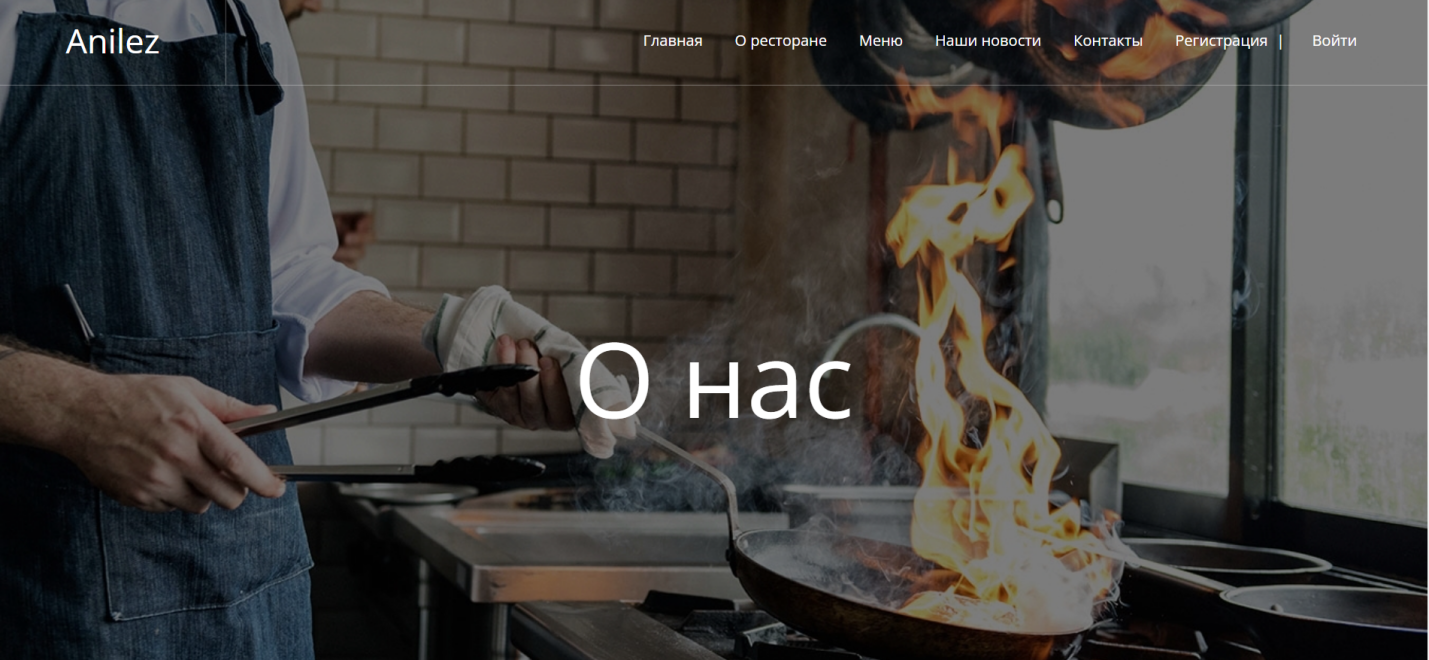 Anilez
Главная О ресторане Меню Наши новости Контакты Регистрация | Войти
О нас